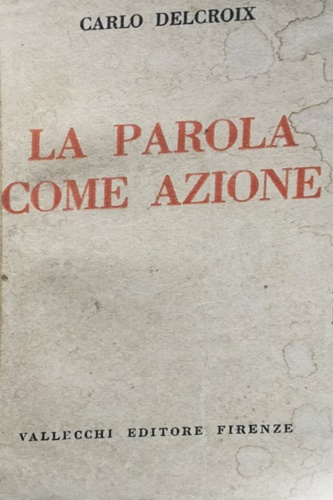 CARLO DELCROIX
LA PAROLA
COME AZIONE
VALLECCHI EDITORE FIRENZE